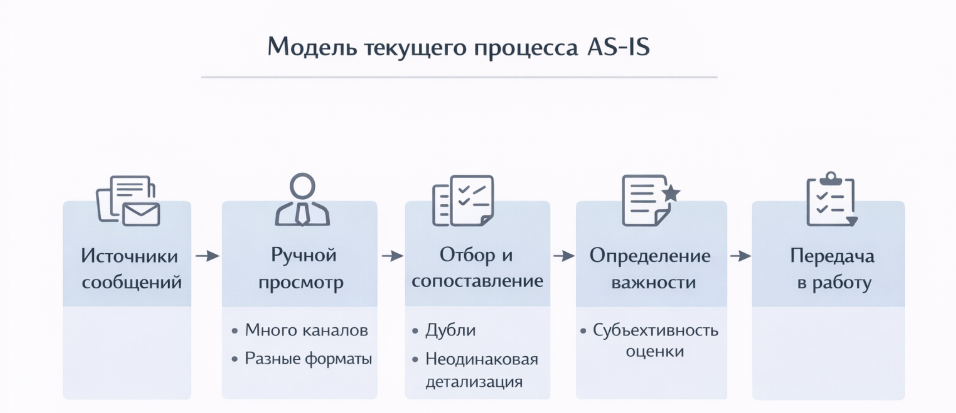 Модель текущего процесса AS-IS
Источники
сообщений
Ручной
просмотр
• Много каналов
• Разные форматы
Отбор и
сопоставление
• Дубли
• Неодинаковая
детализация
Определение
важности
• Субъехтивность
оценки
Передача
в работу